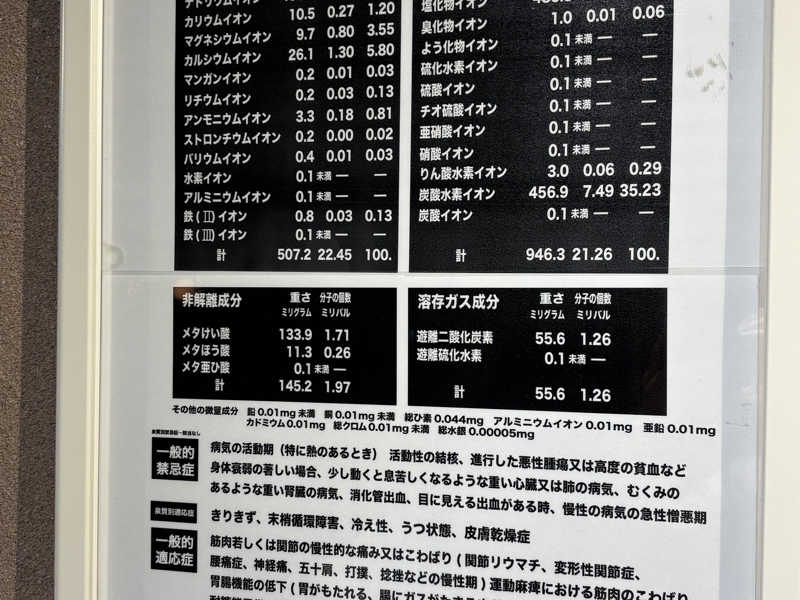 ナトリウムイオン
カリウムイオン 10.5 0.27 1.20
マグネシウムイオン 9.7 0.80 3.55
カルシウムイオン 26.1 1.30 5.80
マンガンイオン 0.2 0.01 0.03
リチウムイオン 0.2 0.03 0.13
アンモニウムイオン 3.3 0.18 0.81
ストロンチウムイオン 0.2 0.00 0.02
バリウムイオン 0.4 0.01 0.03
水素イオン 0.1未満 — —
アルミニウムイオン 0.1未満 — —
鉄(Ⅱ)イオン 0.8 0.03 0.13
鉄(Ⅲ)イオン 0.1未満 — —
計 507.2 22.45 100.
塩化物イオン
臭化物イオン 1.0 0.01 0.06
よう化物イオン 0.1未満 — —
硫化水素イオン 0.1未満 — —
硫酸イオン 0.1未満 — —
チオ硫酸イオン 0.1未満 — —
亜硝酸イオン 0.1未満 — —
硝酸イオン 0.1未満 — —
りん酸水素イオン 3.0 0.06 0.29
炭酸水素イオン 456.9 7.49 35.23
炭酸イオン 0.1未満 — —
計 946.3 21.26 100.
非解離成分 重さ 分子の個数
ミリグラム ミリバル
メタけい酸 133.9 1.71
メタほう酸 11.3 0.26
メタ亜ひ酸 0.1未満 —
計 145.2 1.97
溶存ガス成分 重さ 分子の個数
ミリグラム ミリバル
遊離二酸化炭素 55.6 1.26
遊離硫化水素 0.1未満 —
計 55.6 1.26
その他の微量成分 鉛 0.01mg 未満 銅 0.01mg 未満 総ひ素 0.044mg アルミニウムイオン 0.01mg 亜鉛 0.01mg
カドミウム 0.01mg 総クロム 0.01mg 未満 総水銀 0.00005mg
一般的
禁忌症
病気の活動期(特に熱のあるとき) 活動性の結核、進行した悪性腫瘍又は高度の貧血など
身体衰弱の著しい場合、少し動くと息苦しくなるような重い心臓又は肺の病気、むくみの
あるような重い腎臓の病気、消化管出血、目に見える出血がある時、慢性の病気の急性憎悪期
泉質別適応症
きりきず、末梢循環障害、冷え性、うつ状態、皮膚乾燥症
一般的
適応症
筋肉若しくは関節の慢性的な痛み又はこわばり(関節リウマチ、変形性関節症、
腰痛症、神経痛、五十肩、打撲、捻挫などの慢性期)運動麻痺における筋肉のこわばり
胃腸機能の低下(胃がもたれる、腸にガスがたまる